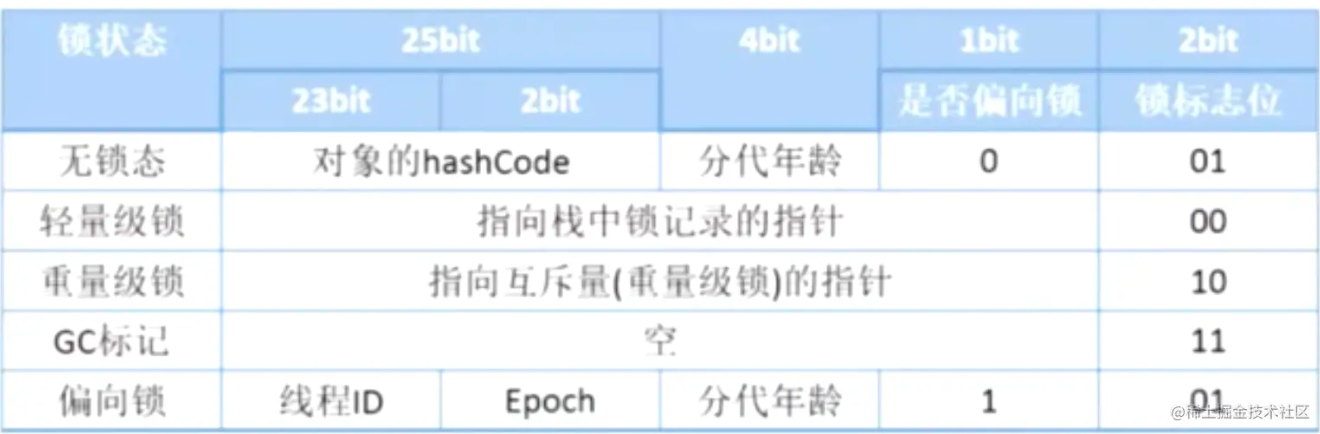 锁状态 25bit 4bit 1bit 2bit
23bit 2bit 是否偏向锁 锁标志位
无锁态 对象的hashCode 分代年龄 0 01
轻量级锁 指向栈中锁记录的指针 00
重量级锁 指向互斥量(重量级锁)的指针 10
GC标记 空 11
偏向锁 线程ID Epoch 分代年龄 1 01
@稀土掘金技术社区